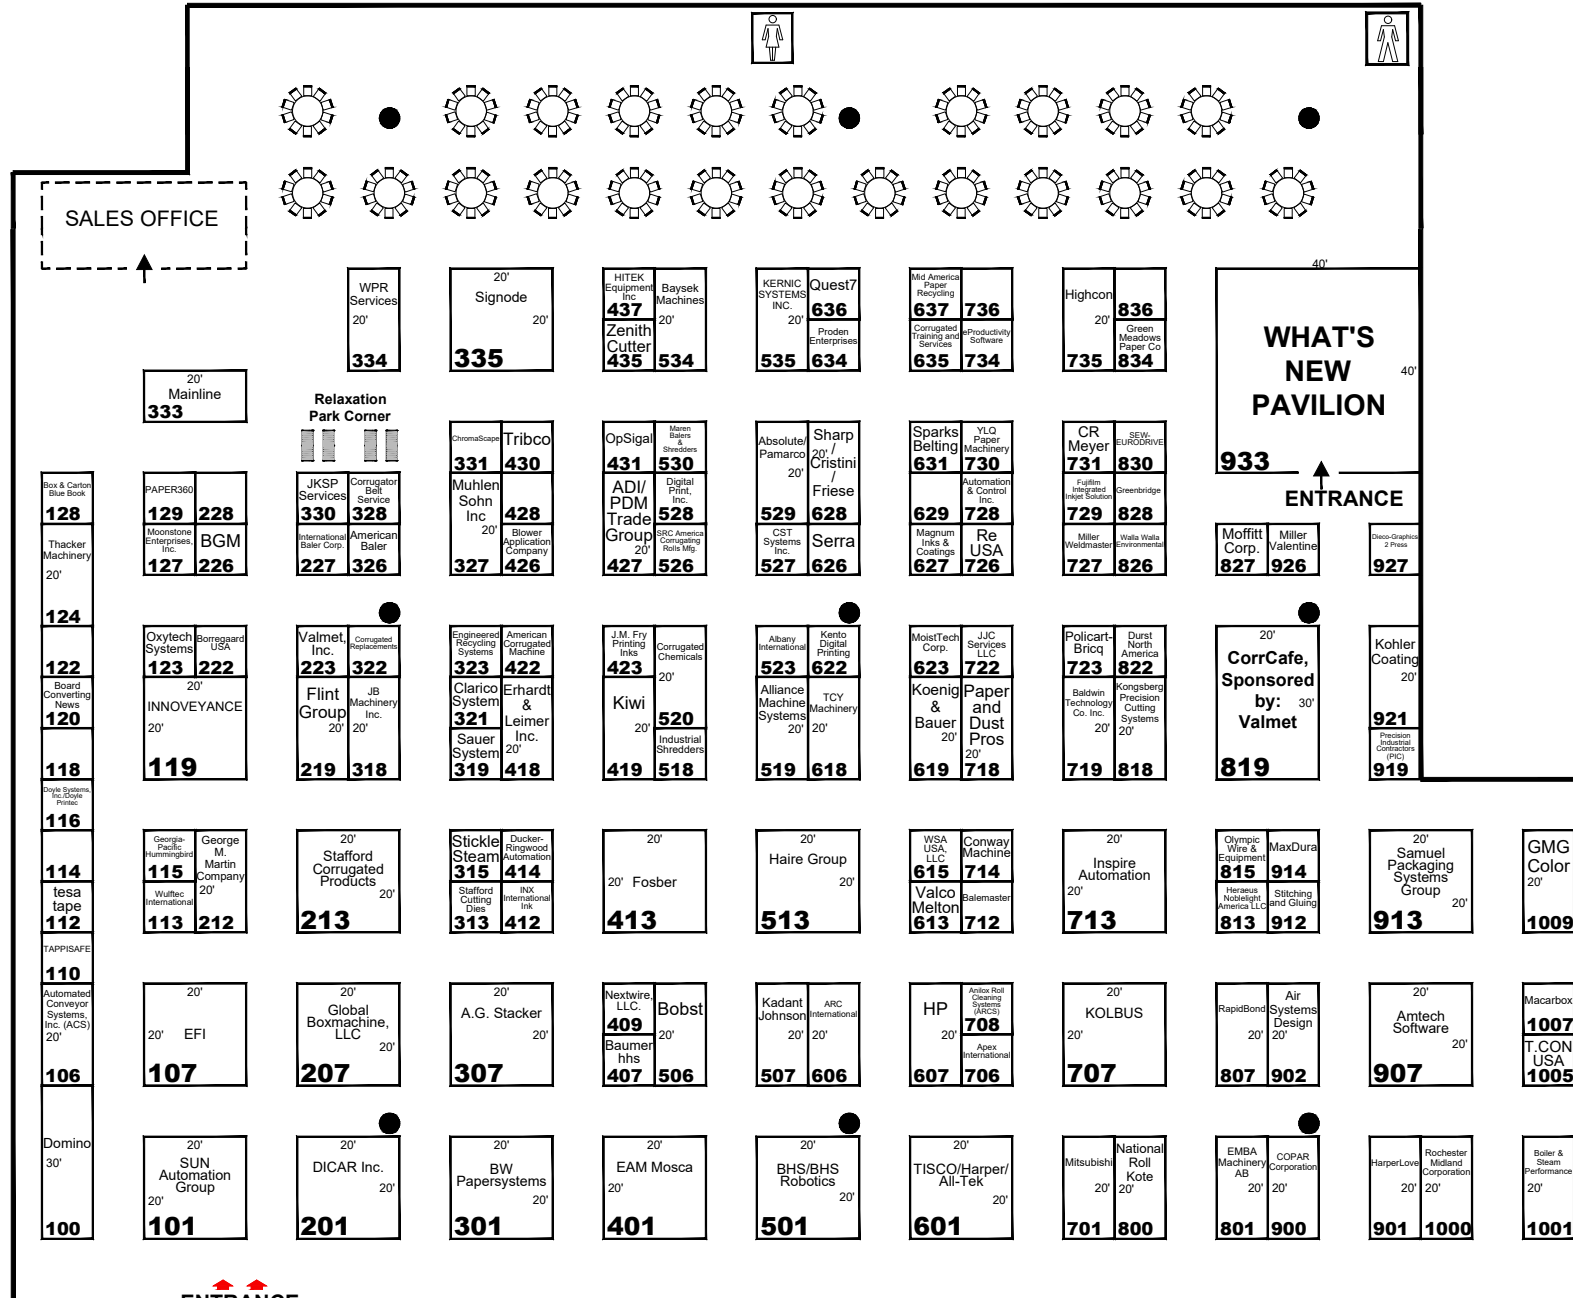 SALES OFFICE
40'
WPR
Services
20'
334
20'
Signode
20'
335
HITEK
Equipment
Inc
437
Baysek
Machines
20'
534
Zenith
Cutter
435
KERNIC
SYSTEMS
INC.
20'
535
Quest7
636
Proden
Enterprises
634
Mid America
Paper
Recycling
637
736
Corrugated
Training and
Services
635
eProductivity
Software
734
Highcon
20'
735
836
Green
Meadows
Paper Co
834
WHAT'S
NEW
PAVILION
40'
933
ENTRANCE
20'
Mainline
333
Relaxation
Park Corner
ChromaScape
331
Tribco
430
OpSigal
431
Maren
Balers
&
Shredders
530
Absolute/
Pamarco
20'
529
Sharp
20' /
Cristini
/
Friese
628
Sparks
Belting
631
YLQ
Paper
Machinery
730
CR
Meyer
731
SEW-
EURODRIVE
830
Box & Carton
Blue Book
128
PAPER360
129
228
JKSP
Services
330
Corrugator
Belt
Service
328
Muhlen
Sohn
Inc
20'
327
428
ADI/
PDM
Trade
Group
20'
427
Digital
Print,
Inc.
528
629
Automation
& Control
Inc.
728
Fujifilm
Integrated
Inkjet Solution
729
Greenbridge
828
Thacker
Machinery
20'
124
Moonstone
Enterprises,
Inc.
127
BGM
226
International
Baler Corp.
227
American
Baler
326
Blower
Application
Company
426
SRC America
Corrugating
Rolls Mfg.
526
CST
Systems
Inc.
527
Serra
626
Magnum
Inks &
Coatings
627
Re
USA
726
Miller
Weldmaster
727
Walla Walla
Environmental
826
Moffitt
Corp.
827
Miller
Valentine
926
Dieco-Graphics
2 Press
927
122
Oxytech
Systems
123
Borregaard
USA
222
Valmet,
Inc.
223
Corrugated
Replacements
322
Engineered
Recycling
Systems
323
American
Corrugated
Machine
422
J.M. Fry
Printing
Inks
423
Corrugated
Chemicals
20'
520
Albany
International
523
Kento
Digital
Printing
622
MoistTech
Corp.
623
JJC
Services
LLC
722
Policart-
Bricq
723
Durst
North
America
822
20'
CorrCafe,
Sponsored
by:
30'
Valmet
819
Kohler
Coating
20'
921
Board
Converting
News
120
20'
INNOVEYANCE
20'
119
Flint
Group
20'
219
JB
Machinery
Inc.
20'
318
Clarico
System
321
Erhardt
&
Leimer
Inc.
20'
418
Kiwi
20'
419
Alliance
Machine
Systems
20'
519
TCY
Machinery
20'
618
Koenig
&
Bauer
20'
619
Paper
and
Dust
Pros
20'
718
Baldwin
Technology
Co. Inc.
20'
719
Kongsberg
Precision
Cutting
Systems
20'
818
118
Sauer
System
319
Industrial
Shredders
518
Precision
Industrial
Contractors
(PIC)
919
Doyle Systems,
Inc./Doyle
Printec
116
114
Georgia-
Pacific
Hummingbird
115
George
M.
Martin
Company
20'
212
20'
Stafford
Corrugated
Products
20'
213
Stickle
Steam
315
Ducker-
Ringwood
Automation
414
20'
20' Fosber
413
20'
Haire Group
20'
513
WSA
USA,
LLC
615
Conway
Machine
714
20'
Inspire
Automation
20'
713
Olympic
Wire &
Equipment
815
MaxDura
914
20'
Samuel
Packaging
Systems
Group
20'
913
GMG
Color
20'
1009
tesa
tape
112
Wulftec
International
113
Stafford
Cutting
Dies
313
INX
International
Ink
412
Valco
Melton
613
Balemaster
712
Heraeus
Noblelight
America LLC
813
Stitching
and Gluing
912
TAPPISAFE
110
Automated
Conveyor
Systems,
Inc. (ACS)
20'
106
20'
20' EFI
107
20'
Global
Boxmachine,
LLC
20'
207
20'
A.G. Stacker
307
Nextwire,
LLC.
409
Bobst
20'
506
Baumer
hhs
407
Kadant
Johnson
20'
507
ARC
International
20'
606
HP
20'
607
Anilox Roll
Cleaning
Systems
(ARCS)
708
Apex
International
706
20'
KOLBUS
20'
707
RapidBond
20'
807
Air
Systems
Design
20'
902
20'
Amtech
Software
20'
907
Macarbox
1007
T.CON
USA
1005
Domino
30'
100
20'
SUN
Automation
Group
20'
101
20'
DICAR Inc.
20'
201
20'
BW
Papersystems
20'
301
20'
EAM Mosca
20'
401
20'
BHS/BHS
Robotics
20'
501
20'
TISCO/Harper/
All-Tek
20'
601
Mitsubishi
20'
701
National
Roll
Kote
20'
800
EMBA
Machinery
AB
20'
801
COPAR
Corporation
20'
900
HarperLove
20'
901
Rochester
Midland
Corporation
20'
1000
Boiler &
Steam
Performance
20'
1001
ENTRANCE